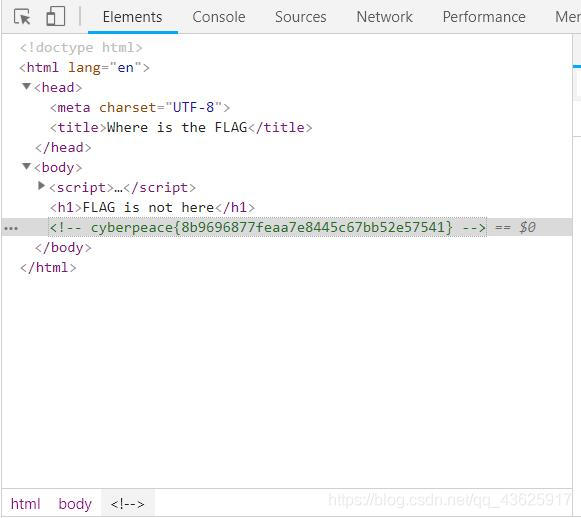 Elements Console Sources Network Performance Mer
<!doctype html>
<html lang="en">
<head>
<meta charset="UTF-8">
<title>Where is the FLAG</title>
</head>
<body>
<script>…</script>
<h1>FLAG is not here</h1>
<!-- cyberpeace{8b9696877feaa7e8445c67bb52e57541} --> == $0
</body>
</html>
html body <!-->
https://blog.csdn.net/qq_43625917